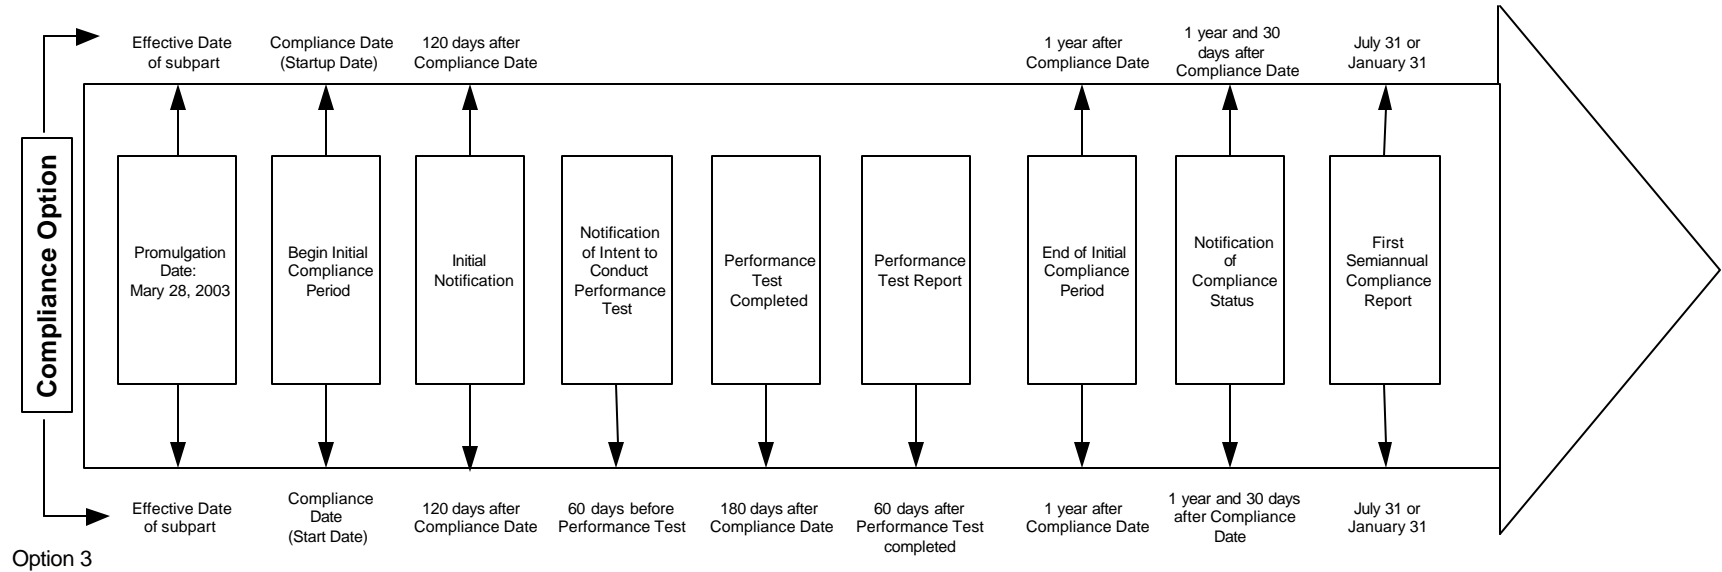 Effective Date
of subpart
Compliance Date
(Startup Date)
120 days after
Compliance Date
1 year after
Compliance Date
1 year and 30
days after
Compliance Date
July 31 or
January 31
Compliance Option
Promulgation
Date:
Mary 28, 2003
Begin Initial
Compliance
Period
Initial
Notification
Notification
of Intent to
Conduct
Performance
Test
Performance
Test
Completed
Performance
Test Report
End of Initial
Compliance
Period
Notification
of
Compliance
Status
First
Semiannual
Compliance
Report
Effective Date
of subpart
Compliance
Date
(Start Date)
120 days after
Compliance Date
60 days before
Performance Test
180 days after
Compliance Date
60 days after
Performance Test
completed
1 year after
Compliance Date
1 year and 30 days
after Compliance
Date
July 31 or
January 31
Option 3